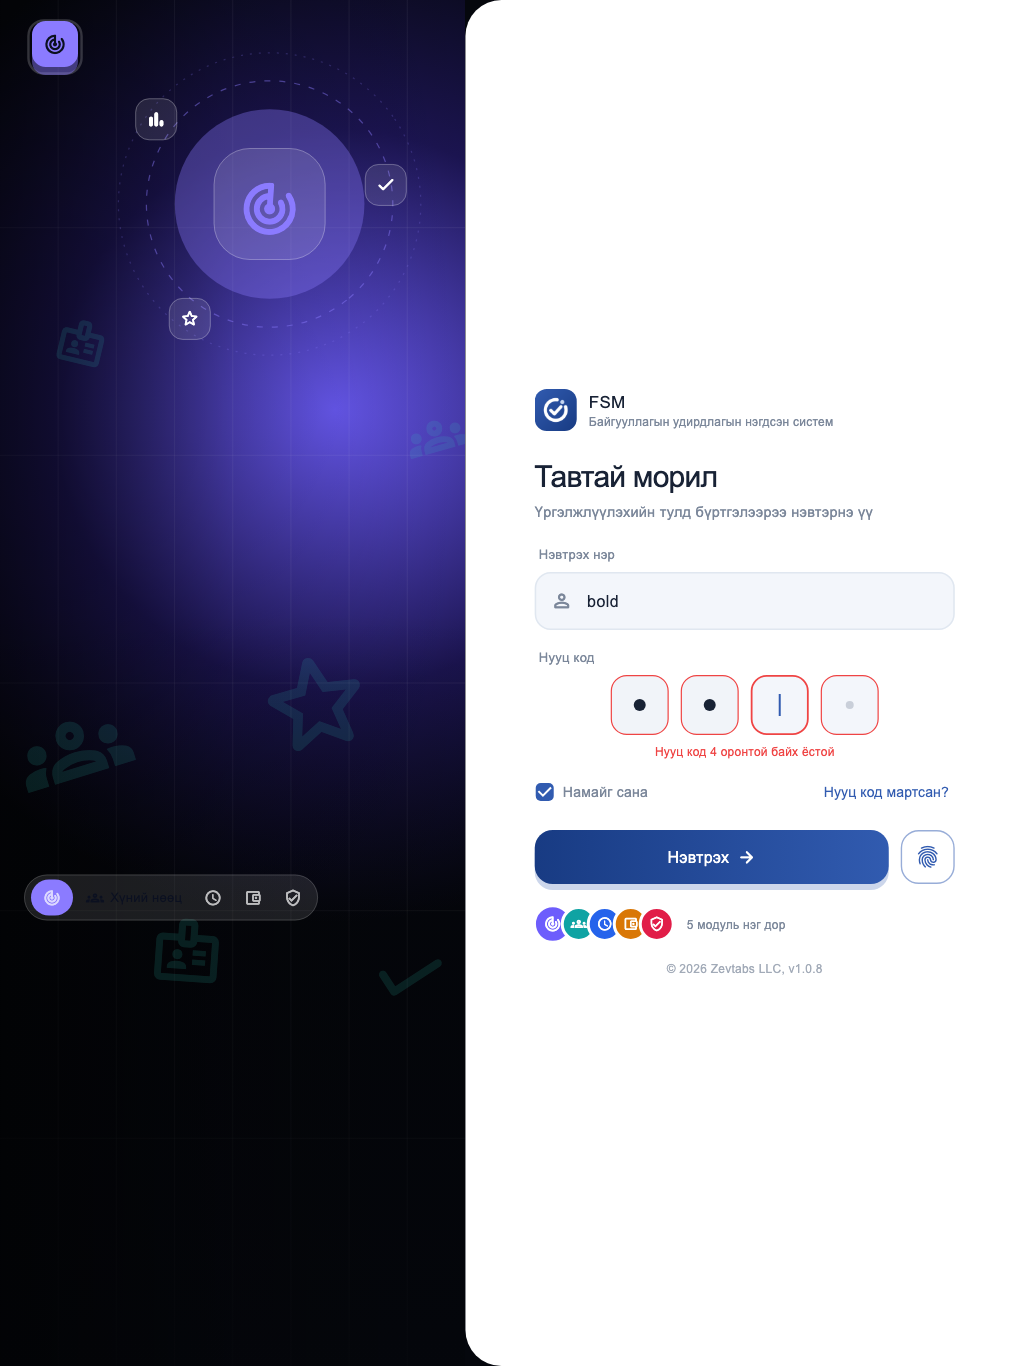 FSM
Байгууллагын удирдлагын нэгдсэн систем
Тавтай морил
Үргэлжлүүлэхийн тулд бүртгэлээрээ нэвтэрнэ үү
Нэвтрэх нэр
bold
Нууц код
Нууц код 4 оронтой байх ёстой
Намайг сана
Нууц код мартсан?
Нэвтрэх
Хүний нөөц
5 модуль нэг дор
© 2026 Zevtabs LLC, v1.0.8